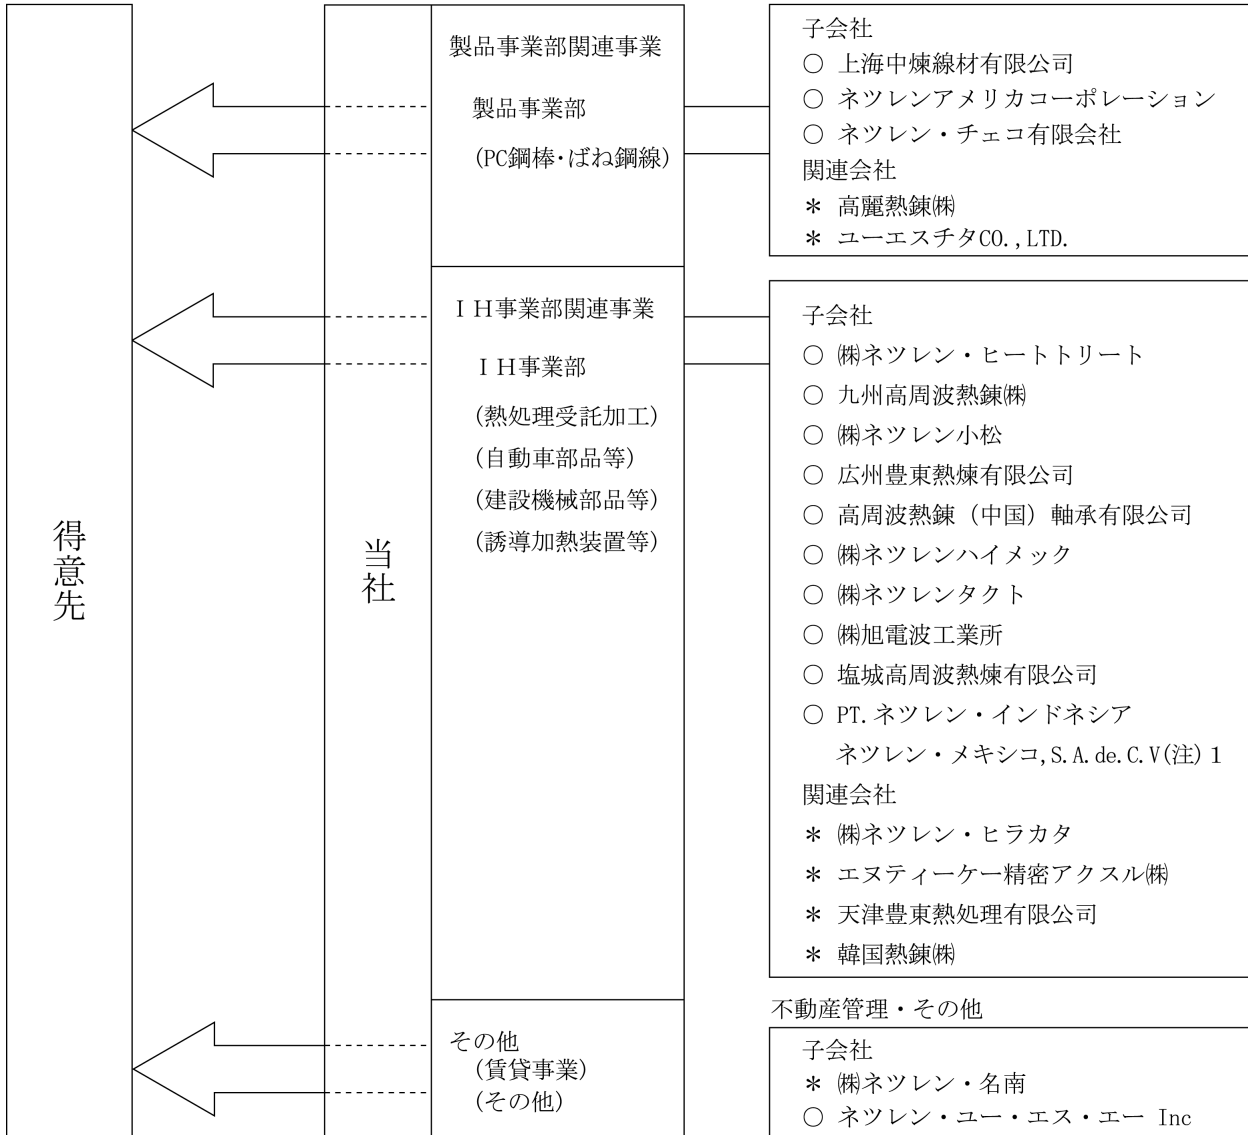 得意先
当社
製品事業部関連事業
製品事業部
(PC鋼棒・ばね鋼線)
子会社
○ 上海中煉線材有限公司
○ ネツレンアメリカコーポレーション
○ ネツレン・チェコ有限会社
関連会社
＊ 高麗熱錬㈱
＊ ユーエスチタCO.,LTD.
ＩＨ事業部関連事業
ＩＨ事業部
(熱処理受託加工)
(自動車部品等)
(建設機械部品等)
(誘導加熱装置等)
子会社
○ ㈱ネツレン・ヒートトリート
○ 九州高周波熱錬㈱
○ ㈱ネツレン小松
○ 広州豊東熱煉有限公司
○ 高周波熱錬（中国）軸承有限公司
○ ㈱ネツレンハイメック
○ ㈱ネツレンタクト
○ ㈱旭電波工業所
○ 塩城高周波熱煉有限公司
○ PT.ネツレン・インドネシア
ネツレン・メキシコ,S.A.de.C.V(注)１
関連会社
＊ ㈱ネツレン・ヒラカタ
＊ エヌティーケー精密アクスル㈱
＊ 天津豊東熱処理有限公司
＊ 韓国熱錬㈱
その他
(賃貸事業)
(その他)
不動産管理・その他
子会社
＊ ㈱ネツレン・名南
○ ネツレン・ユー・エス・エー Inc